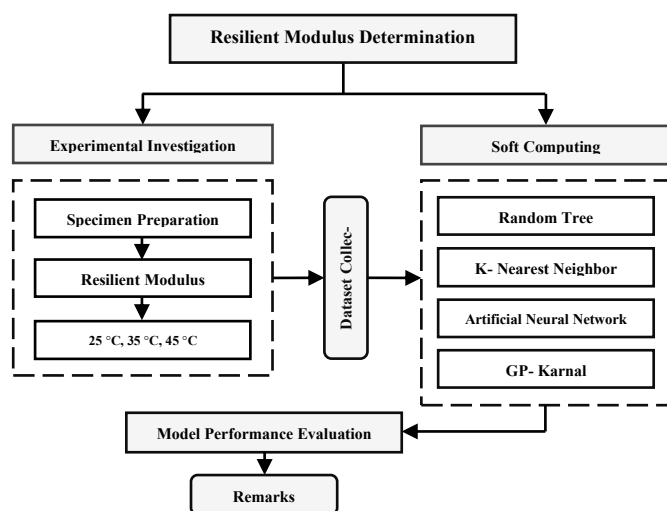 Resilient Modulus Determination
Experimental Investigation
Soft Computing
Specimen Preparation
Resilient Modulus
25 °C, 35 °C, 45 °C
Dataset Collec-
Random Tree
K- Nearest Neighbor
Artificial Neural Network
GP- Karnal
Model Performance Evaluation
Remarks